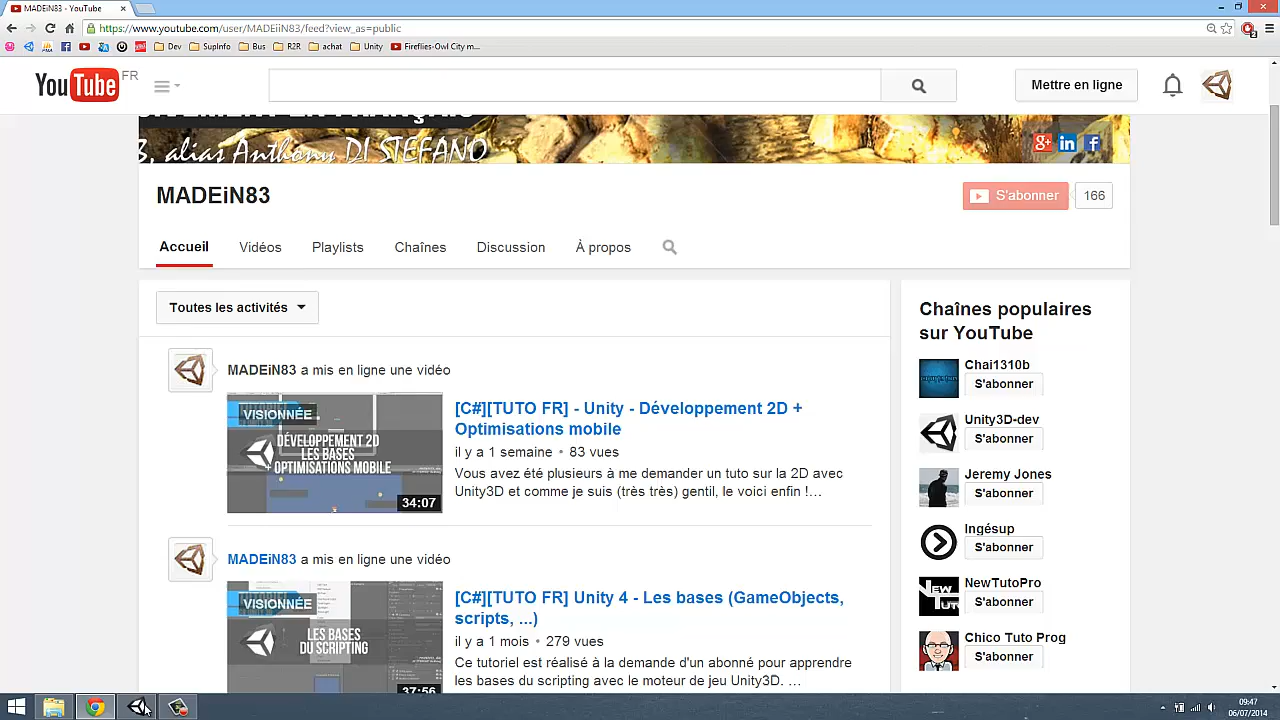 MADEiN83 - YouTube
https://www.youtube.com/user/MADEiN83/feed?view_as=public
Dev
SupInfo
Bus
R2R
achat
Unity
Fireflies-Owl City m...
YouTube FR
Mettre en ligne
3, alias Anthony DI STEFANO
MADEiN83
S'abonner
166
Accueil
Vidéos
Playlists
Chaînes
Discussion
À propos
Toutes les activités
MADEiN83 a mis en ligne une vidéo
VISIONNÉE
DÉVELOPPEMENT 2D
LES BASES
+ OPTIMISATIONS MOBILE
34:07
[C#][TUTO FR] - Unity - Développement 2D +
Optimisations mobile
il y a 1 semaine • 83 vues
Vous avez été plusieurs à me demander un tuto sur la 2D avec
Unity3D et comme je suis (très très) gentil, le voici enfin !...
MADEiN83 a mis en ligne une vidéo
VISIONNÉE
LES BASES
DU SCRIPTING
37:56
[C#][TUTO FR] Unity 4 - Les bases (GameObjects,
scripts, ...)
il y a 1 mois • 279 vues
Ce tutoriel est réalisé à la demande d'un abonné pour apprendre
les bases du scripting avec le moteur de jeu Unity3D. ...
Chaînes populaires
sur YouTube
Chai1310b
S'abonner
Unity3D-dev
S'abonner
Jeremy Jones
S'abonner
Ingésup
S'abonner
NewTutoPro
S'abonner
Chico Tuto Prog
S'abonner
09:47
06/07/2014